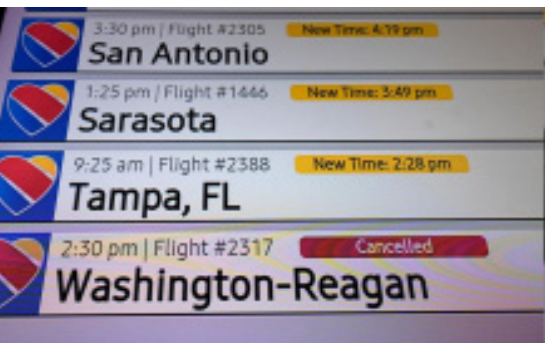 3:30 pm | Flight #2305 New Time: 4:19 pm
San Antonio
1:25 pm | Flight #1446 New Time: 3:49 pm
Sarasota
9:25 am | Flight #2388 New Time: 2:28 pm
Tampa, FL
2:30 pm | Flight #2317 Cancelled
Washington-Reagan